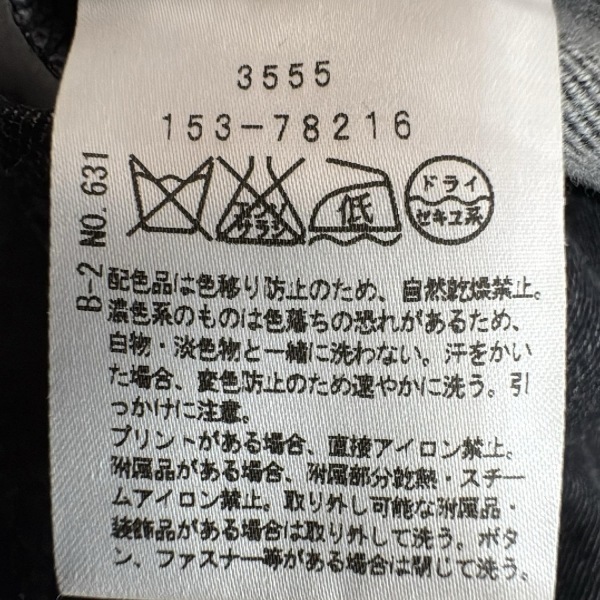 3555
153-78216
B-2 NO.631
エンソ
サラシ
低
ドライ
セキユ系
配色品は色移り防止のため、自然乾燥禁止。
濃色系のものは色落ちの恐れがあるため、
白物・淡色物と一緒に洗わない。汗をかい
た場合、変色防止のため速やかに洗う。引
っかけに注意。
プリントがある場合、直接アイロン禁止。
附属品がある場合、附属部分乾熱・スチー
ムアイロン禁止。取り外し可能な附属品・
装飾品がある場合は取り外して洗う。ボタ
ン、ファスナー等がある場合は閉じて洗う。